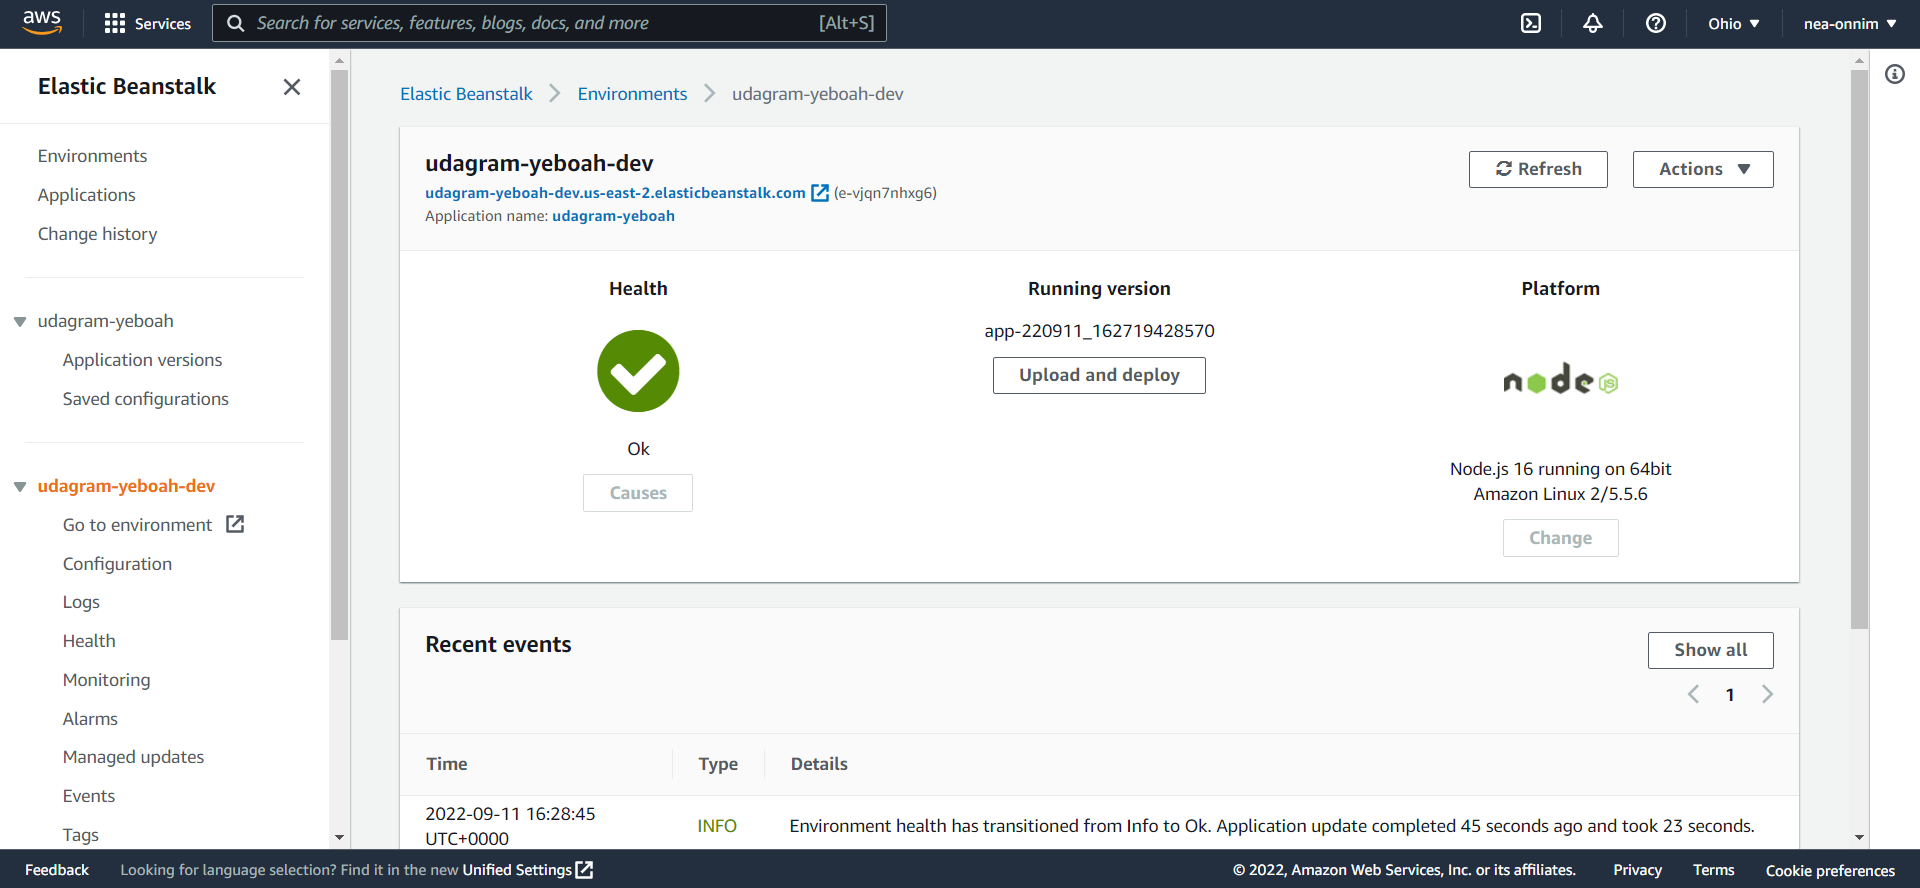 aws
Services
Search for services, features, blogs, docs, and more [Alt+S]
Ohio ▼
nea-onnim ▼
Elastic Beanstalk
Environments
Applications
Change history
udagram-yeboah
Application versions
Saved configurations
udagram-yeboah-dev
Go to environment
Configuration
Logs
Health
Monitoring
Alarms
Managed updates
Events
Tags
Elastic Beanstalk > Environments > udagram-yeboah-dev
udagram-yeboah-dev
udagram-yeboah-dev.us-east-2.elasticbeanstalk.com (e-vjqn7nhxg6)
Application name: udagram-yeboah
Refresh
Actions ▼
Health
Ok
Causes
Running version
app-220911_162719428570
Upload and deploy
Platform
node JS
Node.js 16 running on 64bit
Amazon Linux 2/5.5.6
Change
Recent events
Show all
< 1 >
Time Type Details
2022-09-11 16:28:45
UTC+0000
INFO
Environment health has transitioned from Info to Ok. Application update completed 45 seconds ago and took 23 seconds.
Feedback
Looking for language selection? Find it in the new Unified Settings
© 2022, Amazon Web Services, Inc. or its affiliates.
Privacy
Terms
Cookie preferences